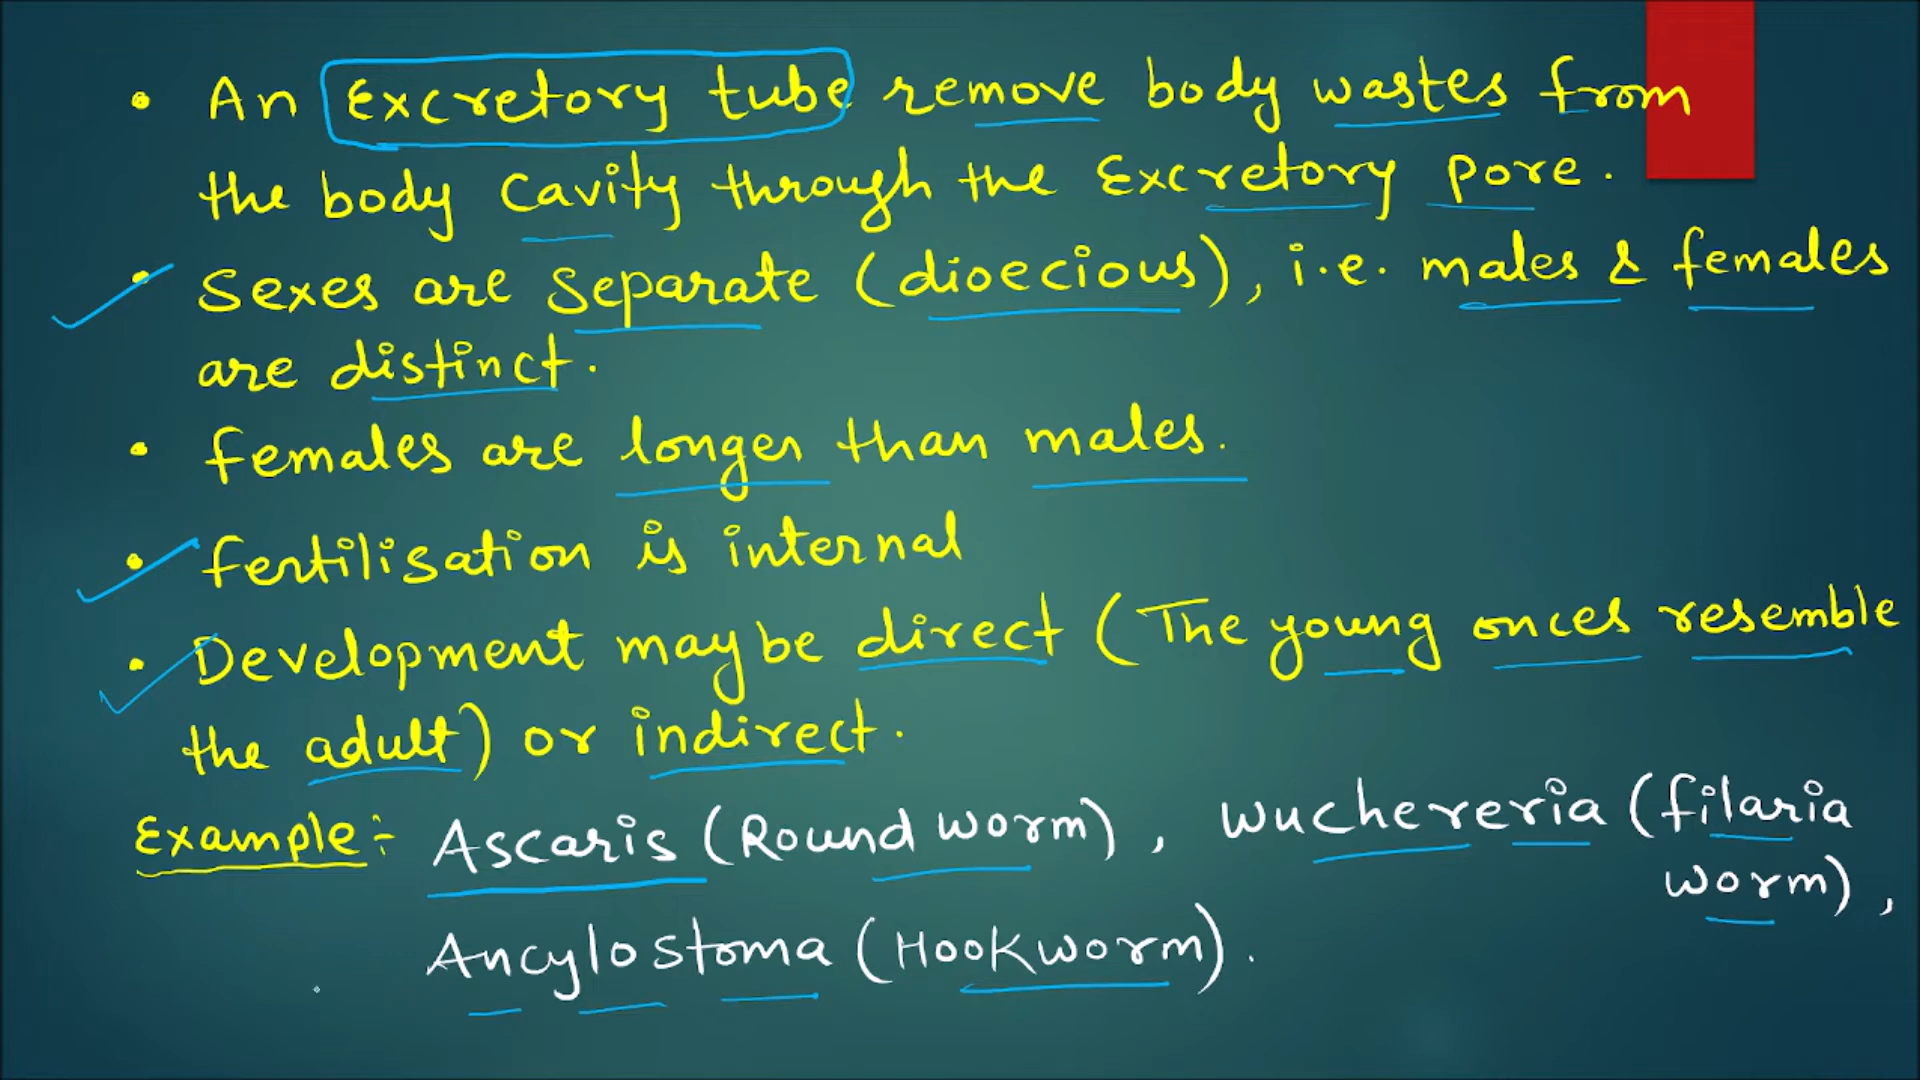 • An Excretory tube remove body wastes from
the body cavity through the Excretory pore.
• Sexes are separate (dioecious), i.e. males & females
are distinct.
• Females are longer than males.
• Fertilisation is internal
• Development may be direct (The young onces resemble
the adult) or indirect.
Example:- Ascaris (Round worm), Wuchereria (filaria
worm),
Ancylostoma (Hookworm).